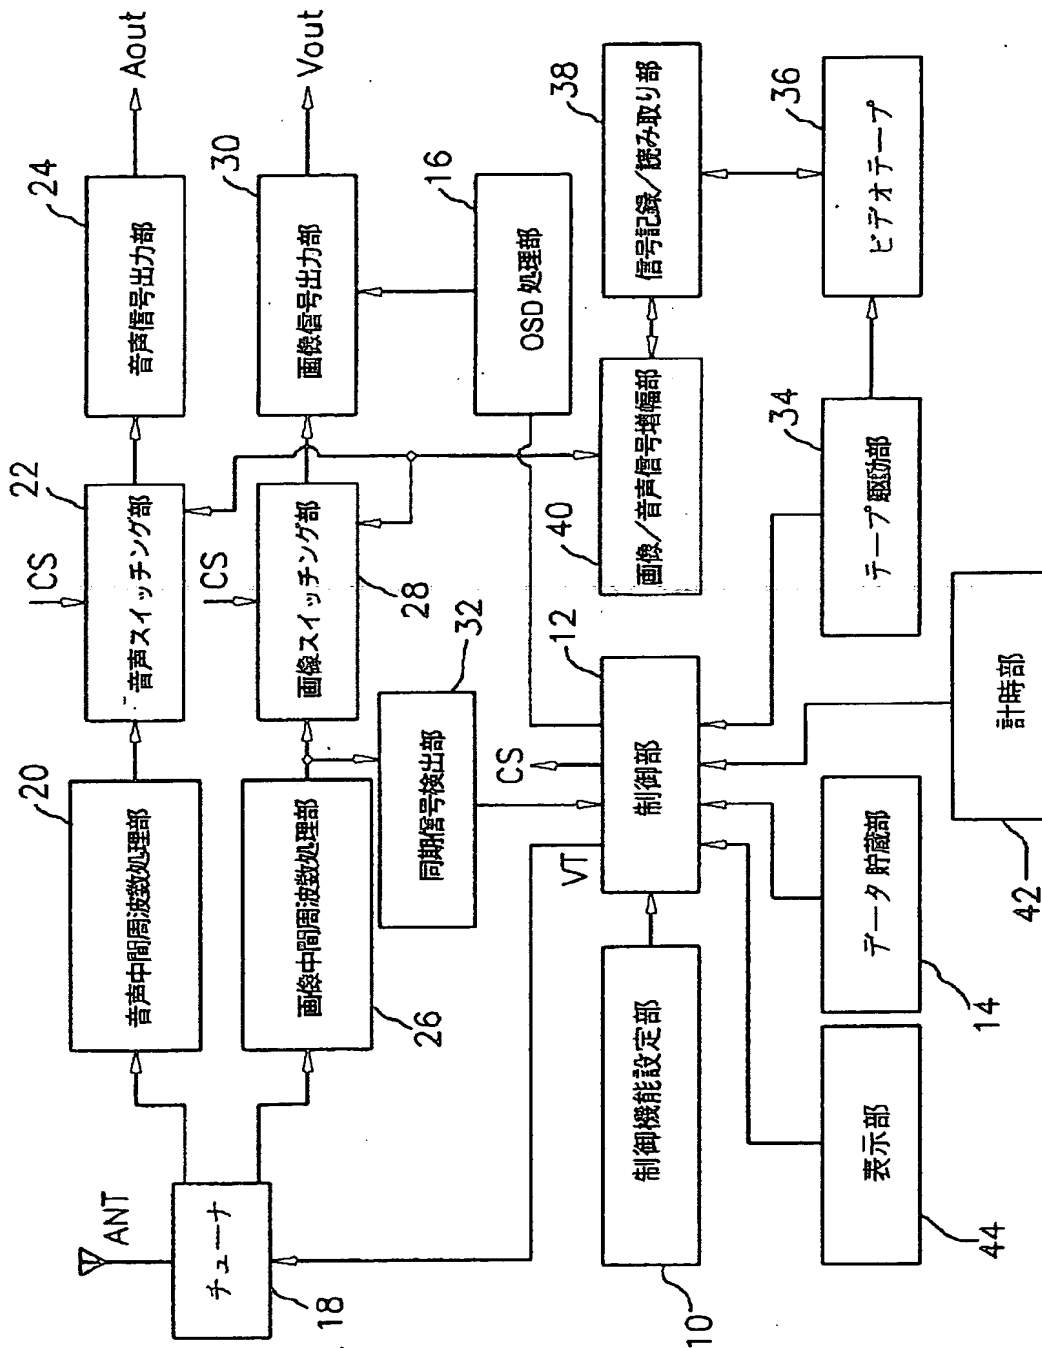 ANT
チューナ
18
20
音声中間周波数処理部
CS
22
音声スイッチング部
24
音声信号出力部
Aout
画像中間周波数処理部
26
CS
画像スイッチング部
28
30
画像信号出力部
Vout
32
同期信号検出部
16
OSD 処理部
制御機能設定部
10
VT
CS
12
制御部
40
画像／音声信号増幅部
38
信号記録／読み取り部
表示部
44
データ貯蔵部
14
計時部
42
34
テープ駆動部
36
ビデオテープ